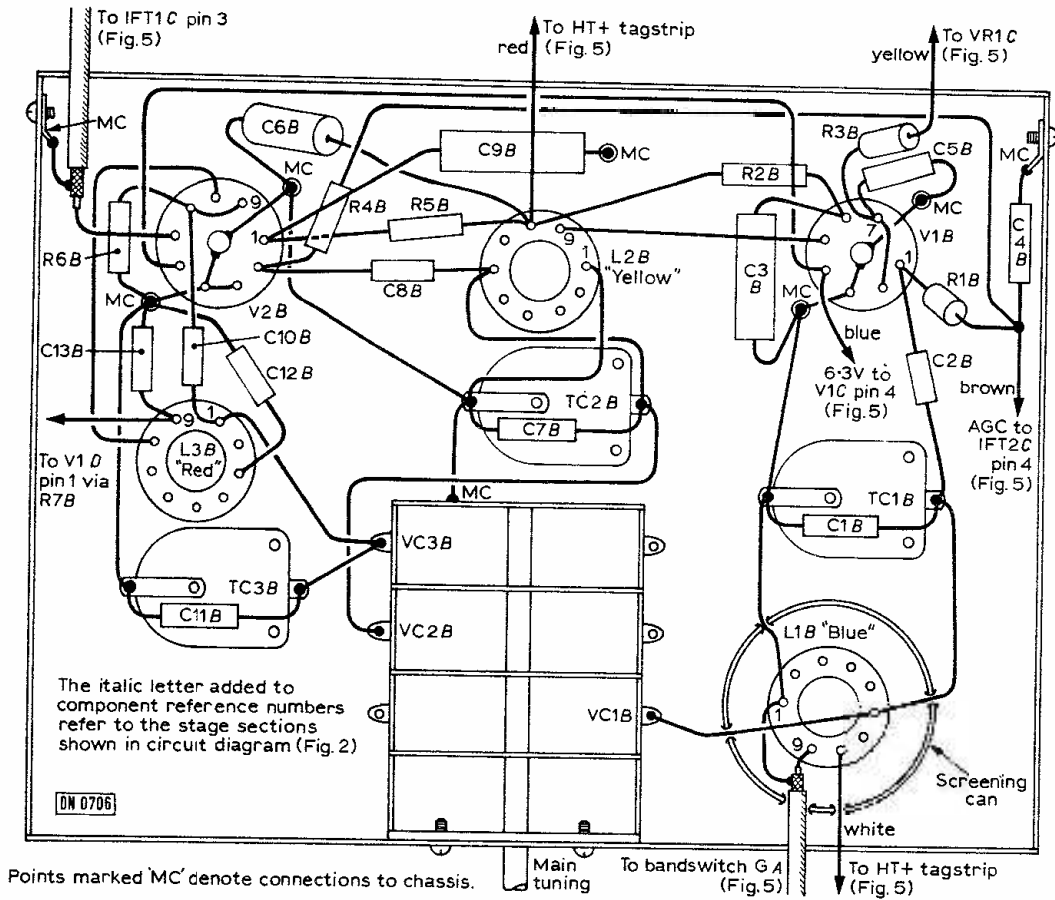 To IFT1C pin 3
(Fig.5)
To HT+ tagstrip
red (Fig.5)
To VR1C
yellow (Fig.5)
MC
C6B
C9B
MC
R3B
C5B
MC
MC
R2B
MC
9
R4B
R5B
7
V1B
C4B
R6B
1
9
1
L2B
"Yellow"
C3B
1
R1B
C8B
MC
V2B
MC
blue
C13B
C10B
C12B
C2B
6·3V to
V1C pin 4
(Fig.5)
brown
TC2B
C7B
AGC to
IFT2C
pin 4
(Fig.5)
9
1
L3B
"Red"
To V1D
pin 1 via
R7B
MC
TC1B
C1B
VC3B
TC3B
C11B
VC2B
L1B "Blue"
The italic letter added to
component reference numbers
refer to the stage sections
shown in circuit diagram (Fig.2)
VC1B
1
9
Screening
can
DN 0706
white
Points marked 'MC' denote connections to chassis.
Main
tuning
To bandswitch GA
(Fig.5)
To HT+ tagstrip
(Fig.5)